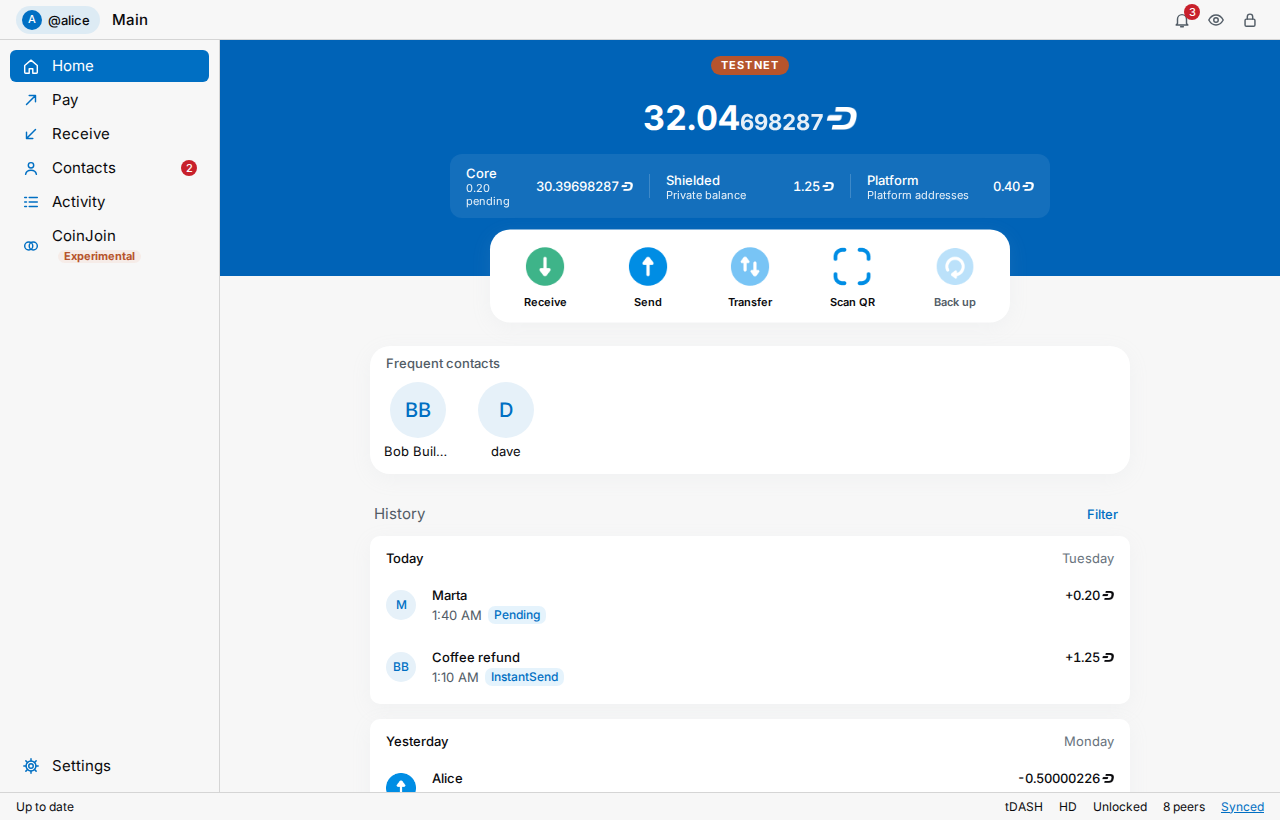 A @alice Main 3
Home
Pay
Receive
Contacts 2
Activity
CoinJoin
Experimental
Settings
TESTNET
32.04698287
Core
0.20
pending
30.39698287
Shielded
Private balance
1.25
Platform
Platform addresses
0.40
Receive
Send
Transfer
Scan QR
Back up
Frequent contacts
BB
D
Bob Buil...
dave
History
Filter
Today
Tuesday
M
Marta
+0.20
1:40 AM Pending
BB
Coffee refund
+1.25
1:10 AM InstantSend
Yesterday
Monday
Alice
-0.50000226
Up to date
tDASH HD Unlocked 8 peers Synced